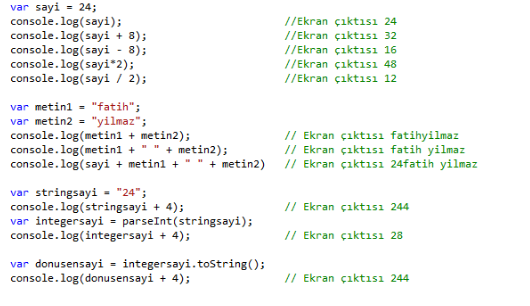 var sayi = 24;
console.log(sayi); //Ekran çıktısı 24
console.log(sayi + 8); //Ekran çıktısı 32
console.log(sayi - 8); //Ekran çıktısı 16
console.log(sayi*2); //Ekran çıktısı 48
console.log(sayi / 2); //Ekran çıktısı 12
var metin1 = "fatih";
var metin2 = "yilmaz";
console.log(metin1 + metin2); // Ekran çıktısı fatihyilmaz
console.log(metin1 + " " + metin2); // Ekran çıktısı fatih yilmaz
console.log(sayi + metin1 + " " + metin2) // Ekran çıktısı 24fatih yilmaz
var stringsayi = "24";
console.log(stringsayi + 4); // Ekran çıktısı 244
var integersayi = parseInt(stringsayi);
console.log(integersayi + 4); // Ekran çıktısı 28
var donusensayi = integersayi.toString();
console.log(donusensayi + 4); // Ekran çıktısı 244